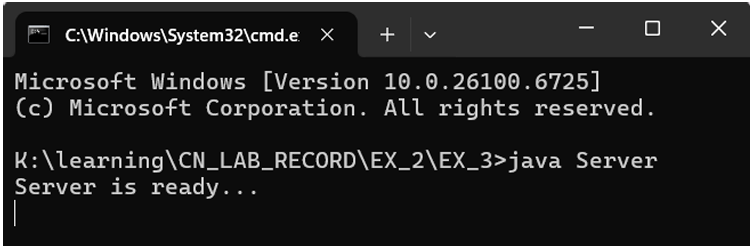 C:\Windows\System32\cmd.e
Microsoft Windows [Version 10.0.26100.6725]
(c) Microsoft Corporation. All rights reserved.
K:\learning\CN_LAB_RECORD\EX_2\EX_3>java Server
Server is ready...